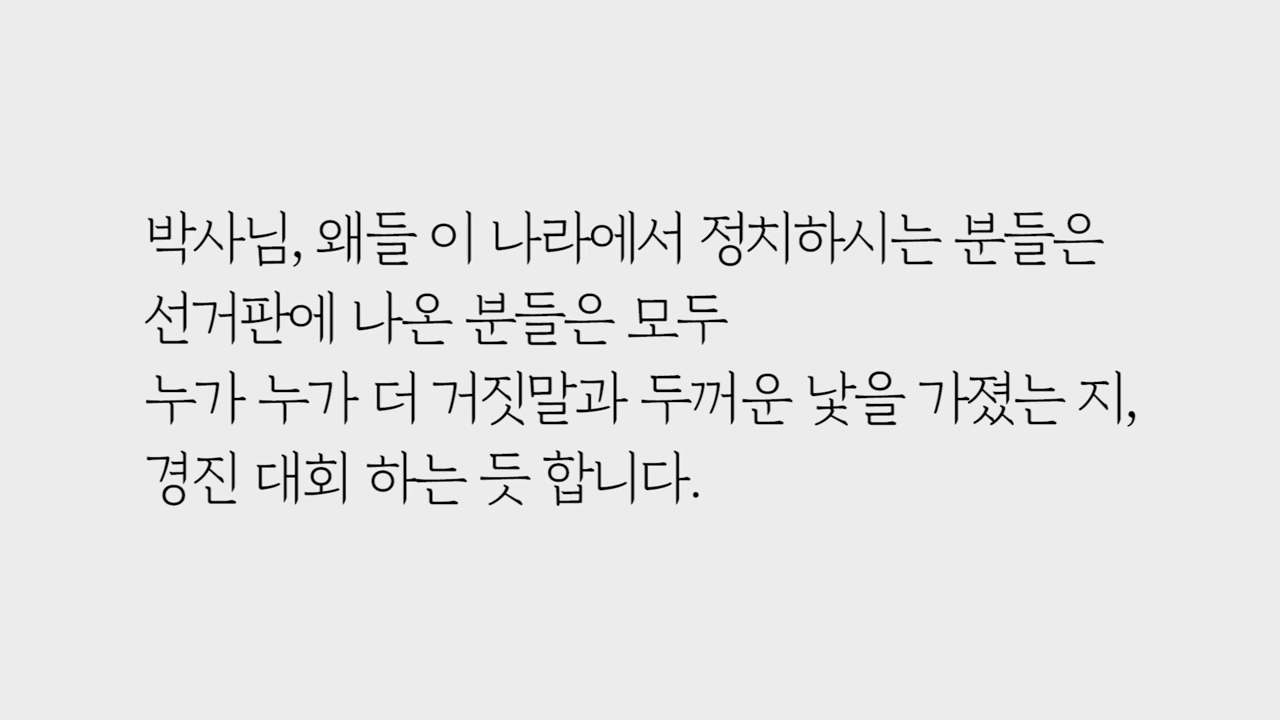 박사님, 왜들 이 나라에서 정치하시는 분들은
선거판에 나온 분들은 모두
누가 누가 더 거짓말과 두꺼운 낯을 가졌는 지,
경진 대회 하는 듯 합니다.